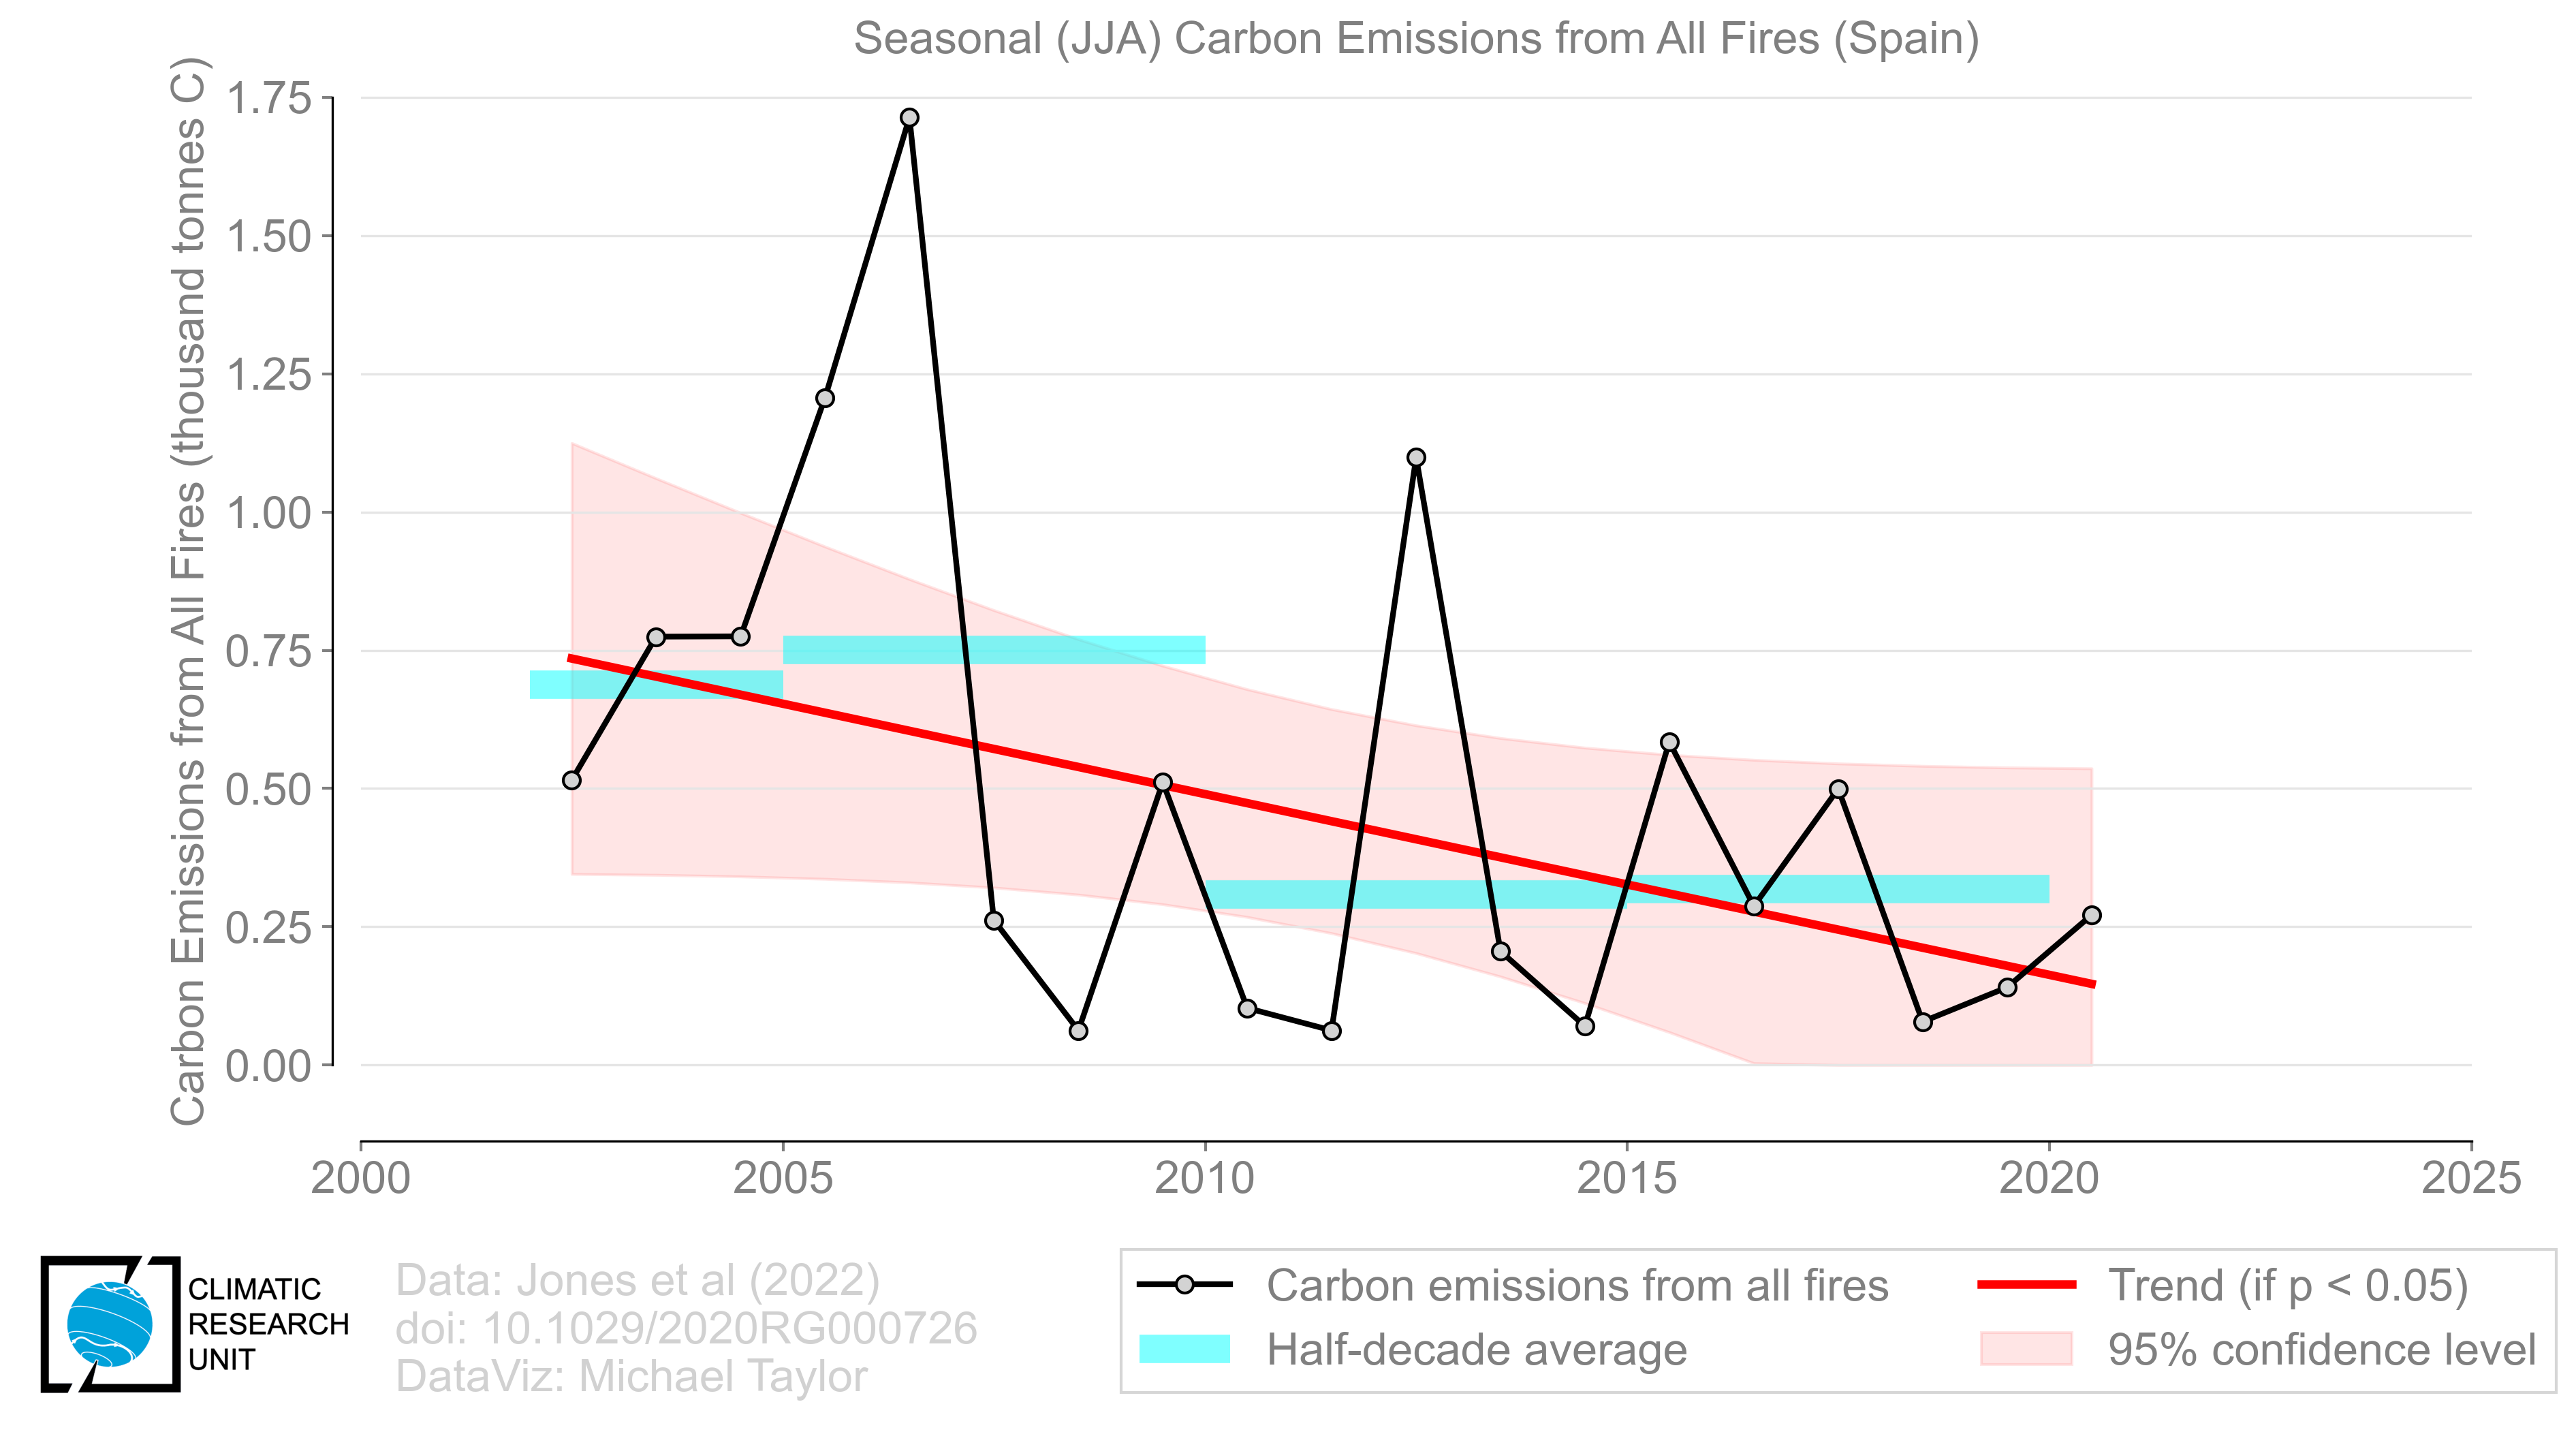 Seasonal (JJA) Carbon Emissions from All Fires (Spain)
Carbon Emissions from All Fires (thousand tonnes C)
1.75
1.50
1.25
1.00
0.75
0.50
0.25
0.00
2000 2005 2010 2015 2020 2025
CLIMATIC
RESEARCH
UNIT
Data: Jones et al (2022)
doi: 10.1029/2020RG000726
DataViz: Michael Taylor
Carbon emissions from all fires
Half-decade average
Trend (if p < 0.05)
95% confidence level